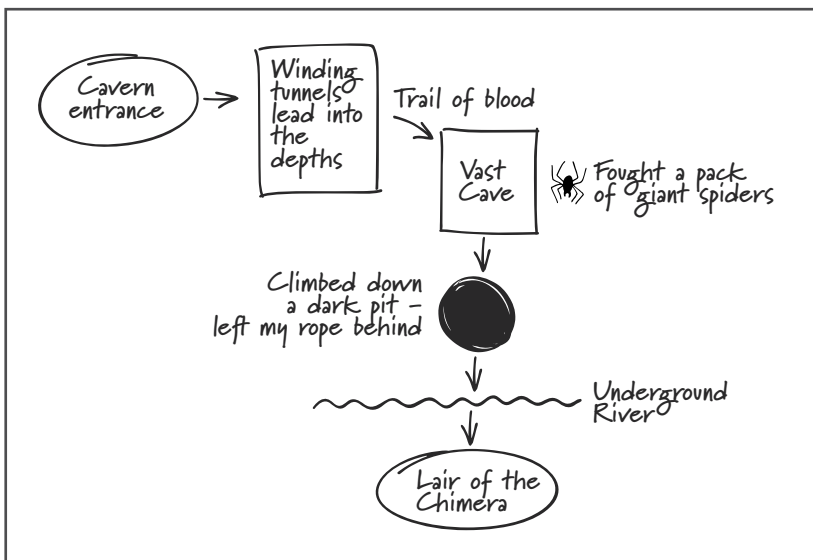 Cavern
entrance
Winding
tunnels
lead into
the
depths
Trail of blood
Vast
Cave
Fought a pack
of giant spiders
Climbed down
a dark pit –
left my rope behind
Underground
River
Lair of the
Chimera